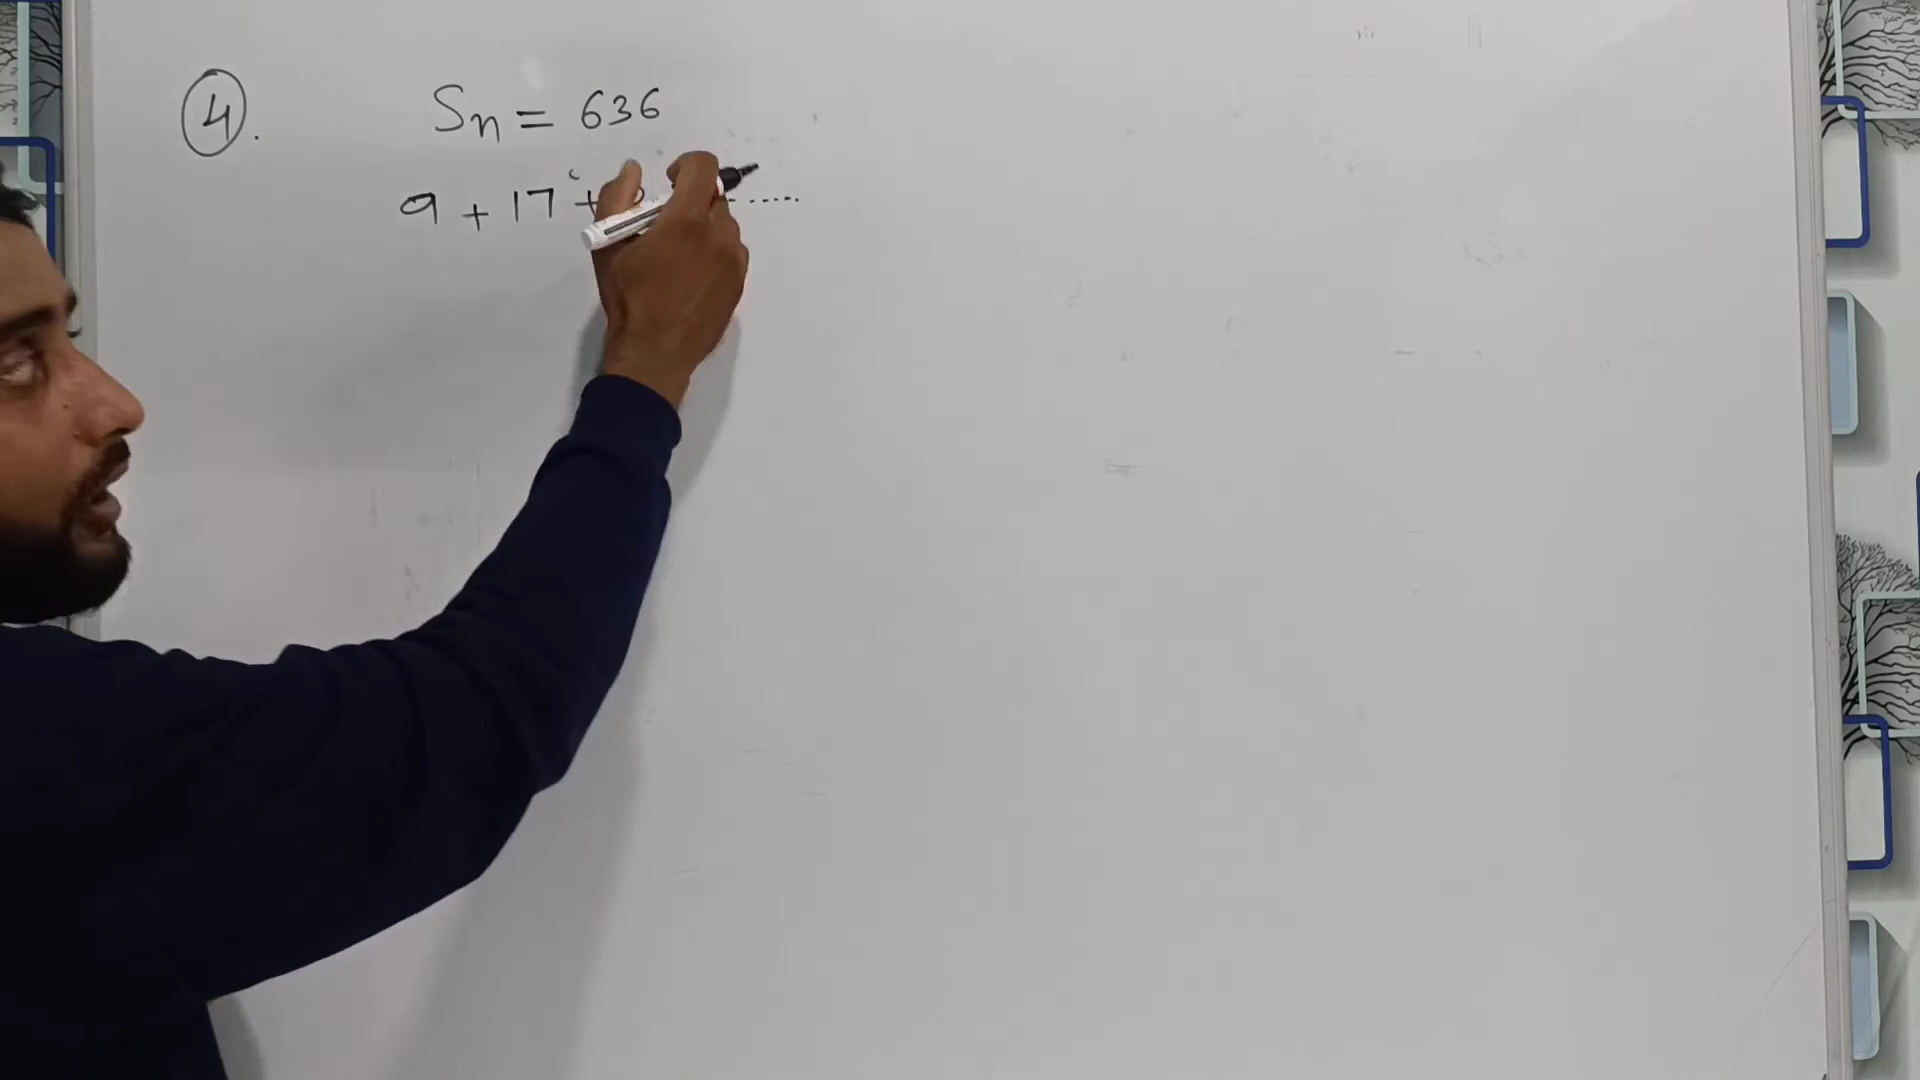 4. Sn = 636
9 + 17 + .....